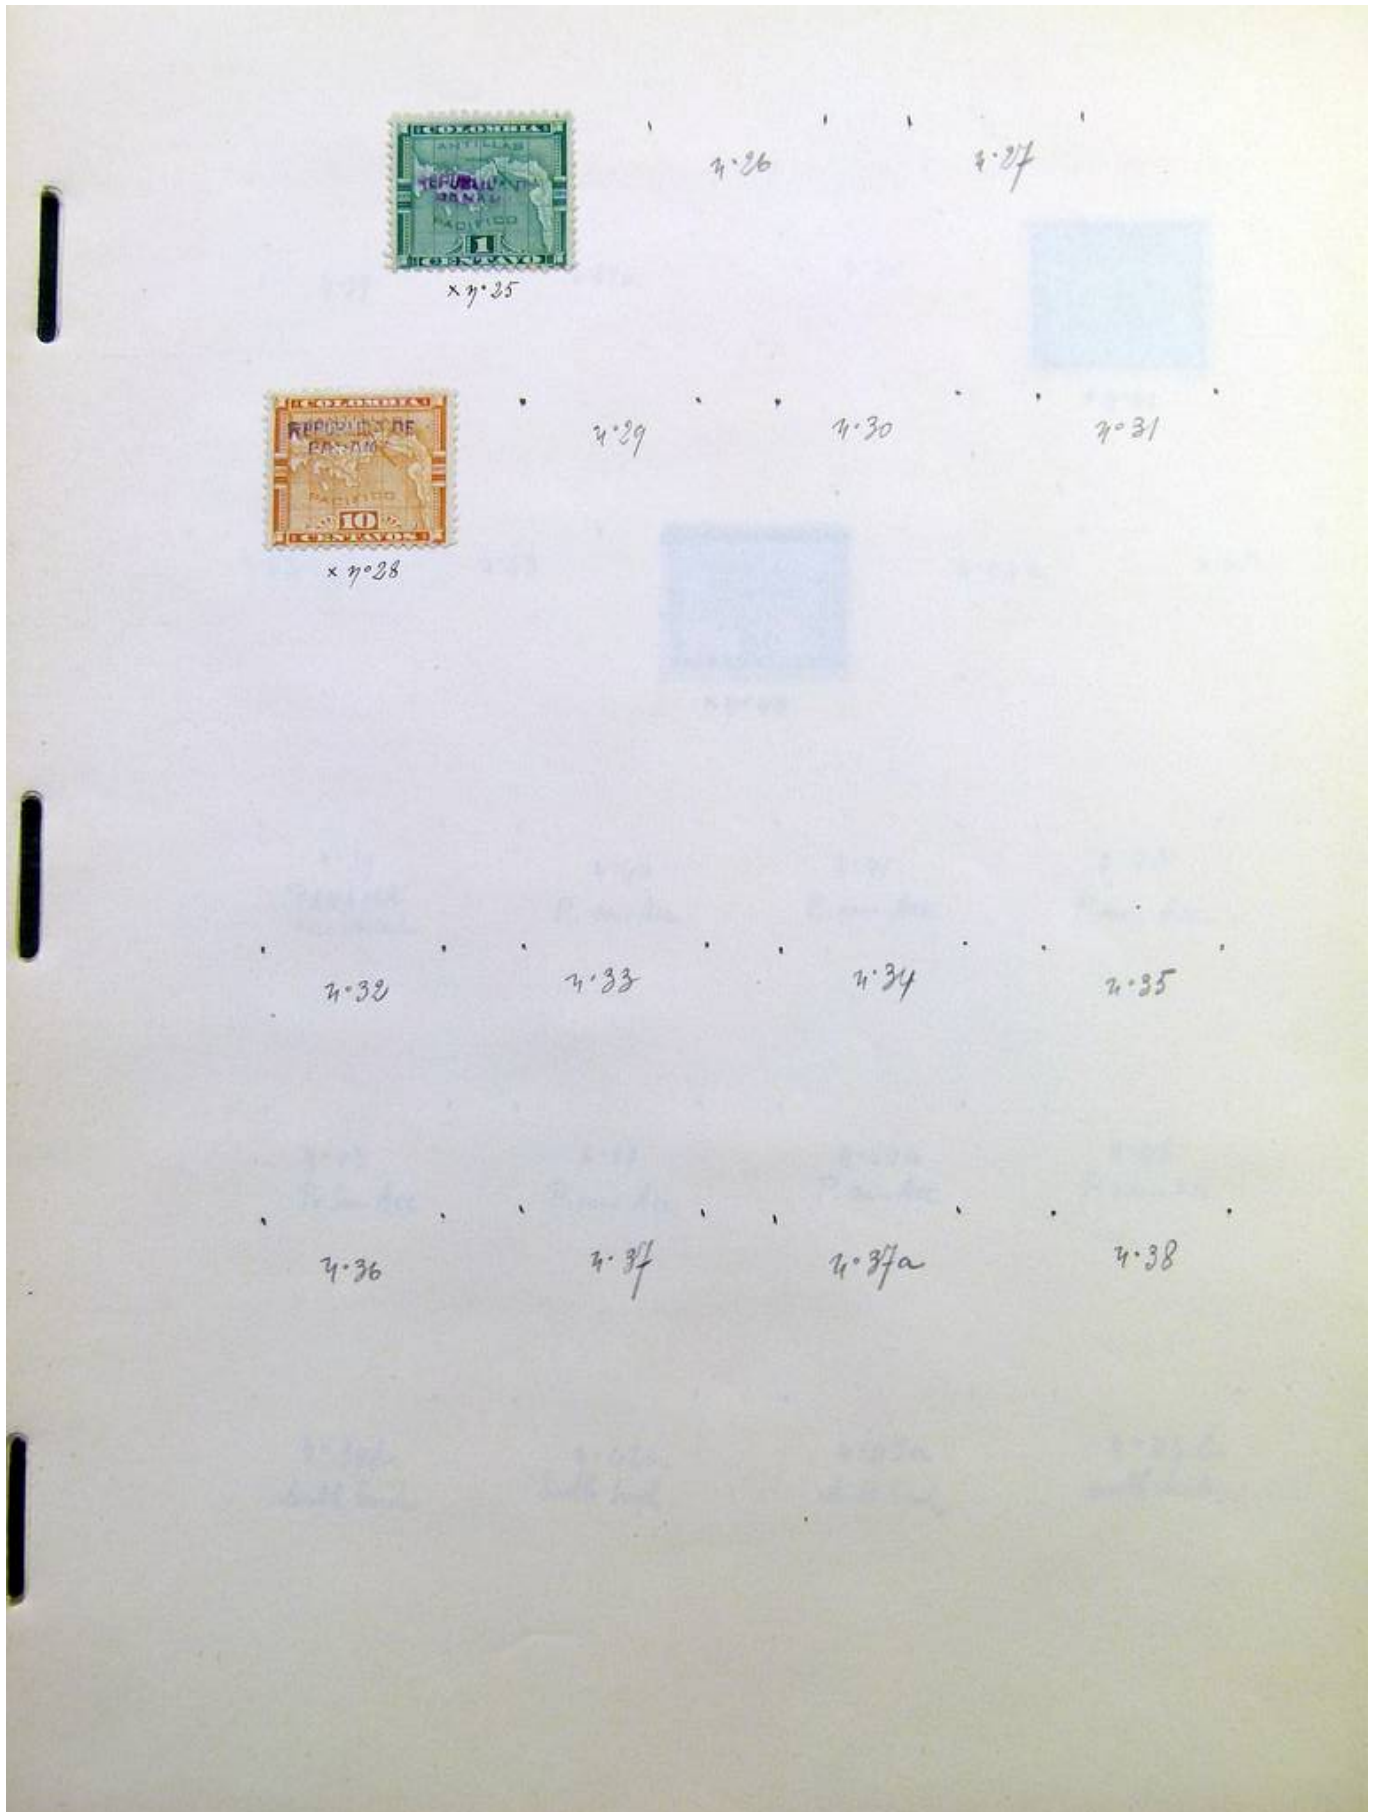 COLOMBIA
ANTILLAS
REPUBLICA DE
PANAMA
PACIFICO
1
CENTAVO
n° 26
n° 27
x n° 25
COLOMBIA
REPUBLICA DE
PANAMA
PACIFICO
10
CENTAVOS
n° 29
n° 30
n° 31
x n° 28
n° 32
n° 33
n° 34
n° 35
n° 36
n° 37
n° 37a
n° 38